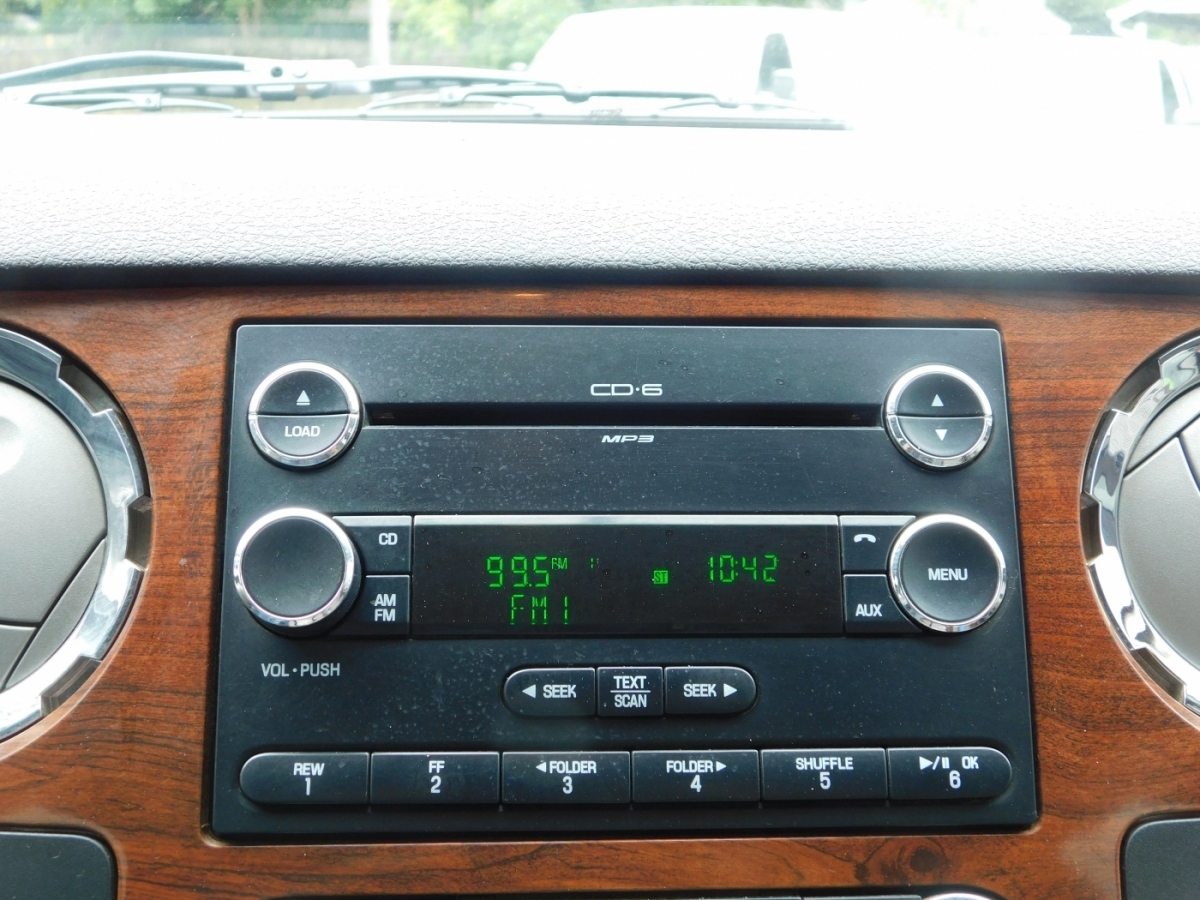 CD·6
LOAD
MP3
CD
AM
FM
99.5 FM
ST
10:42
FM1
MENU
AUX
VOL • PUSH
◀ SEEK
TEXT
SCAN
SEEK ▶
REW
1
FF
2
◀FOLDER
3
FOLDER▶
4
SHUFFLE
5
▶/II OK
6